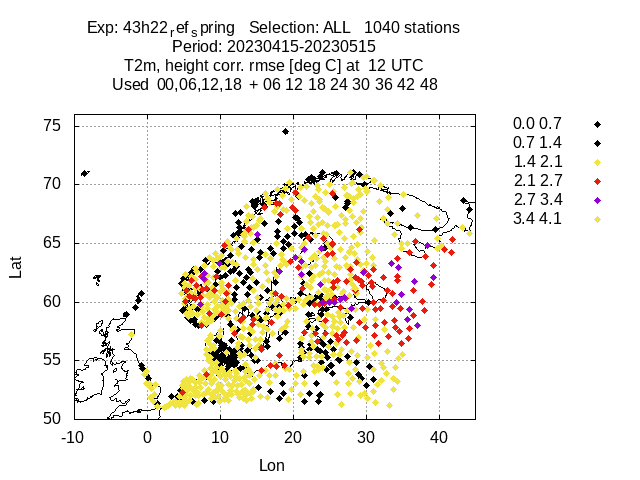 Exp: 43h22refspring   Selection: ALL   1040 stations
Period: 20230415-20230515
T2m, height corr. rmse [deg C] at  12 UTC
Used  00,06,12,18  + 06 12 18 24 30 36 42 48
0.0 0.7
0.7 1.4
1.4 2.1
2.1 2.7
2.7 3.4
3.4 4.1
75
70
65
60
55
50
Lat
-10 0 10 20 30 40
Lon